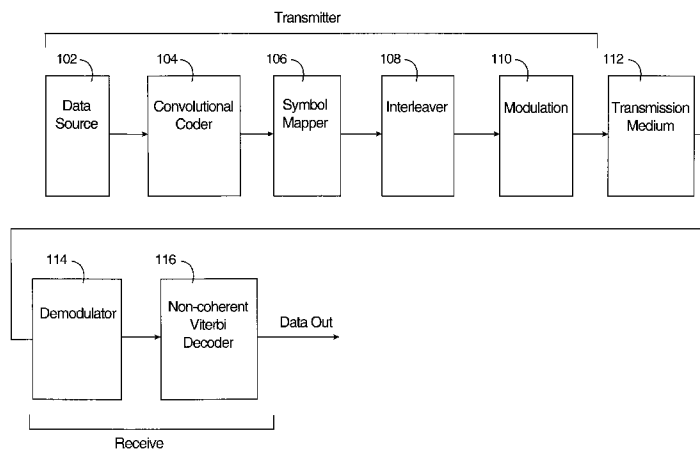 Transmitter
102
104
106
108
110
112
Data
Source
Convolutional
Coder
Symbol
Mapper
Interleaver
Modulation
Transmission
Medium
114
116
Demodulator
Non-coherent
Viterbi
Decoder
Data Out
Receive